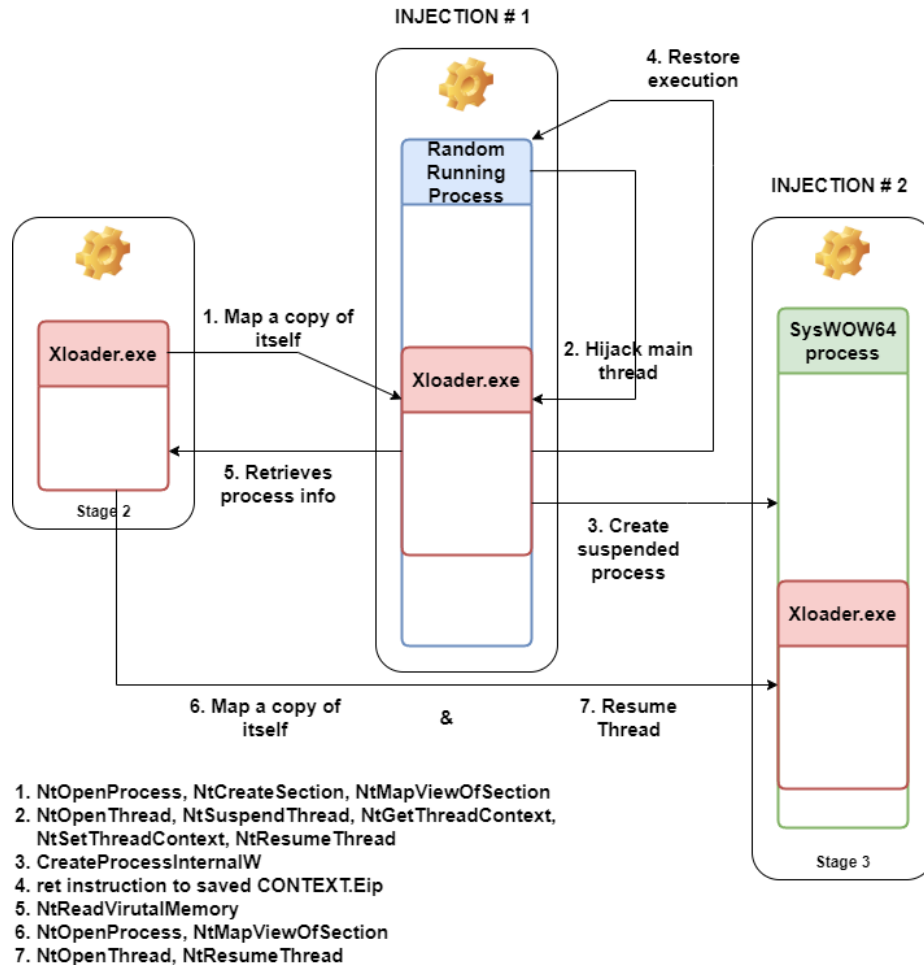 INJECTION # 1
4. Restore
execution
Random
Running
Process
INJECTION # 2
1. Map a copy of
itself
Xloader.exe
Xloader.exe
2. Hijack main
thread
SysWOW64
process
5. Retrieves
process info
Stage 2
3. Create
suspended
process
Xloader.exe
6. Map a copy of
itself
&
7. Resume
Thread
Stage 3
1. NtOpenProcess, NtCreateSection, NtMapViewOfSection
2. NtOpenThread, NtSuspendThread, NtGetThreadContext,
NtSetThreadContext, NtResumeThread
3. CreateProcessInternalW
4. ret instruction to saved CONTEXT.Eip
5. NtReadVirutalMemory
6. NtOpenProcess, NtMapViewOfSection
7. NtOpenThread, NtResumeThread